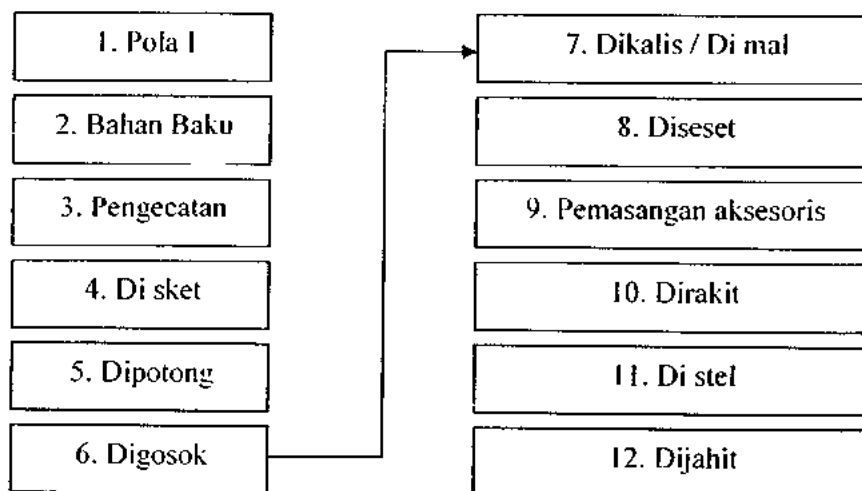 1. Pola I
2. Bahan Baku
3. Pengecatan
4. Di sket
5. Dipotong
6. Digosok
7. Dikalis / Di mal
8. Diseset
9. Pemasangan aksesoris
10. Dirakit
11. Di stel
12. Dijahit